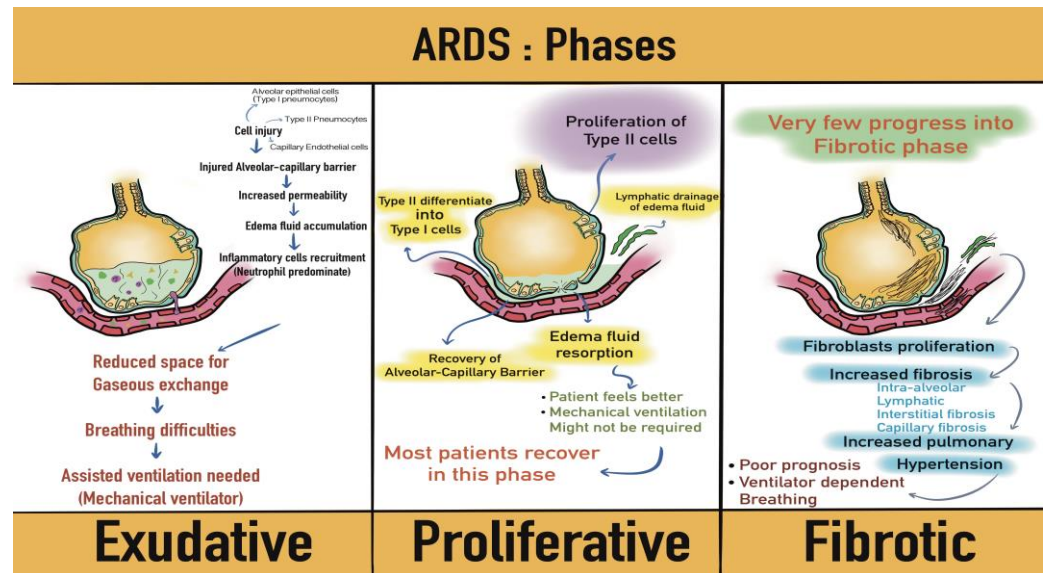 ARDS : Phases
Alveolar epithelial cells
(Type I pneumocytes)
Type II Pneumocytes
Cell injury
Capillary Endothelial cells
Injured Alveolar-capillary barrier
Increased permeability
Edema fluid accumulation
Inflammatory cells recruitment
(Neutrophil predominate)
Reduced space for
Gaseous exchange
Breathing difficulties
Assisted ventilation needed
(Mechanical ventilator)
Exudative
Proliferation of
Type II cells
Type II differentiate
into
Type I cells
Lymphatic drainage
of edema fluid
Recovery of
Alveolar-Capillary Barrier
Edema fluid
resorption
• Patient feels better
• Mechanical ventilation
Might not be required
Most patients recover
in this phase
Proliferative
Very few progress into
Fibrotic phase
Fibroblasts proliferation
Increased fibrosis
Intra-alveolar
Lymphatic
Interstitial fibrosis
Capillary fibrosis
Increased pulmonary
Hypertension
• Poor prognosis
• Ventilator dependent
Breathing
Fibrotic